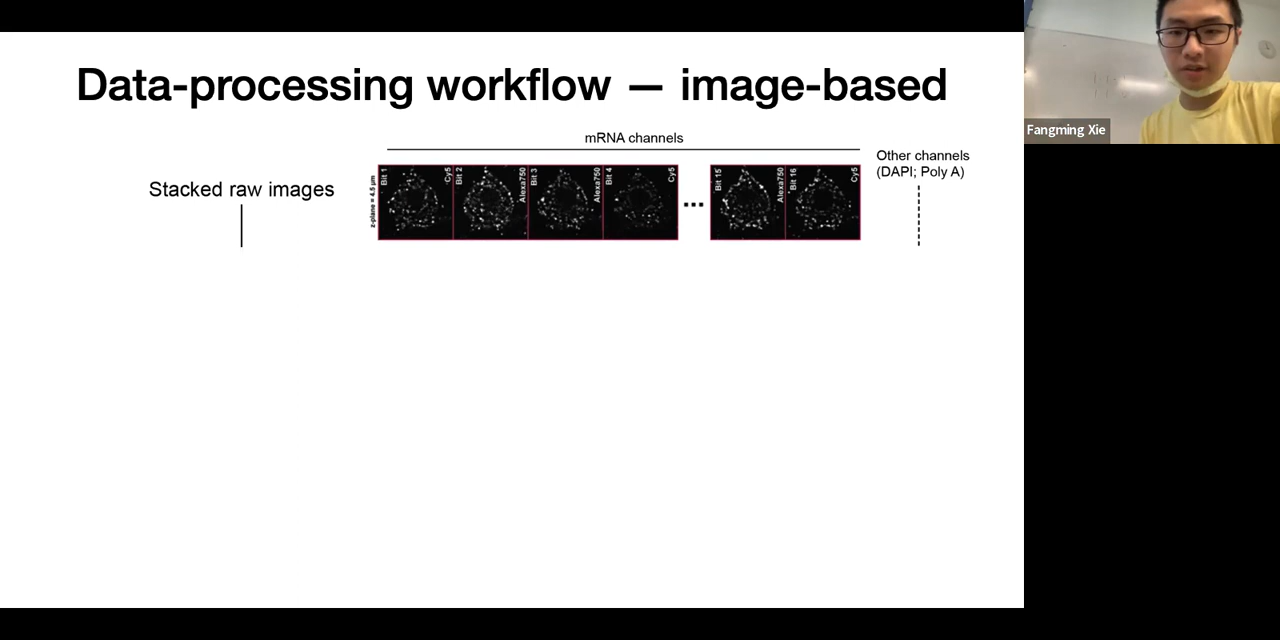 Data-processing workflow — image-based
mRNA channels
Other channels
(DAPI; Poly A)
Stacked raw images
z-plane = 4.5 μm
Bit 1
Cy5
Bit 2
Alexa750
Bit 3
Alexa750
Bit 4
Cy5
...
Bit 15
Alexa750
Bit 16
Cy5
Fangming Xie